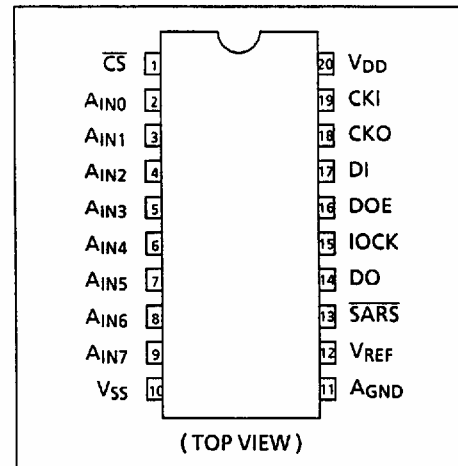 C̅S̅ 1 20 VDD
AIN0 2 19 CKI
AIN1 3 18 CKO
AIN2 4 17 DI
AIN3 5 16 DOE
AIN4 6 15 IOCK
AIN5 7 14 DO
AIN6 8 13 S̅A̅R̅S̅
AIN7 9 12 VREF
VSS 10 11 AGND
(TOP VIEW)